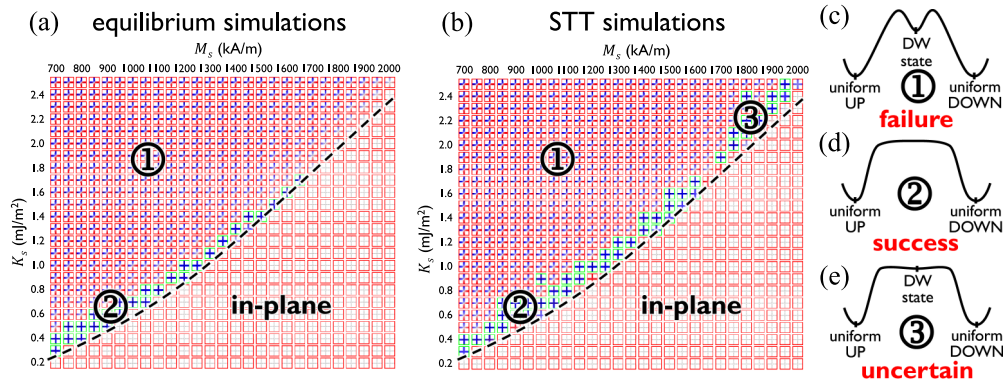 (a) equilibrium simulations
M_s (kA/m)
700 800 900 1000 1100 1200 1300 1400 1500 1600 1700 1800 1900 2000
K_s (mJ/m²)
2.4
2.2
2.0
1.8
1.6
1.4
1.2
1.0
0.8
0.6
0.4
0.2
①
②
in-plane
(b) STT simulations
M_s (kA/m)
700 800 900 1000 1100 1200 1300 1400 1500 1600 1700 1800 1900 2000
K_s (mJ/m²)
2.4
2.2
2.0
1.8
1.6
1.4
1.2
1.0
0.8
0.6
0.4
0.2
①
②
③
in-plane
(c)
DW
state
①
uniform
UP
uniform
DOWN
failure
(d)
②
uniform
UP
uniform
DOWN
success
(e)
DW
state
③
uniform
UP
uniform
DOWN
uncertain